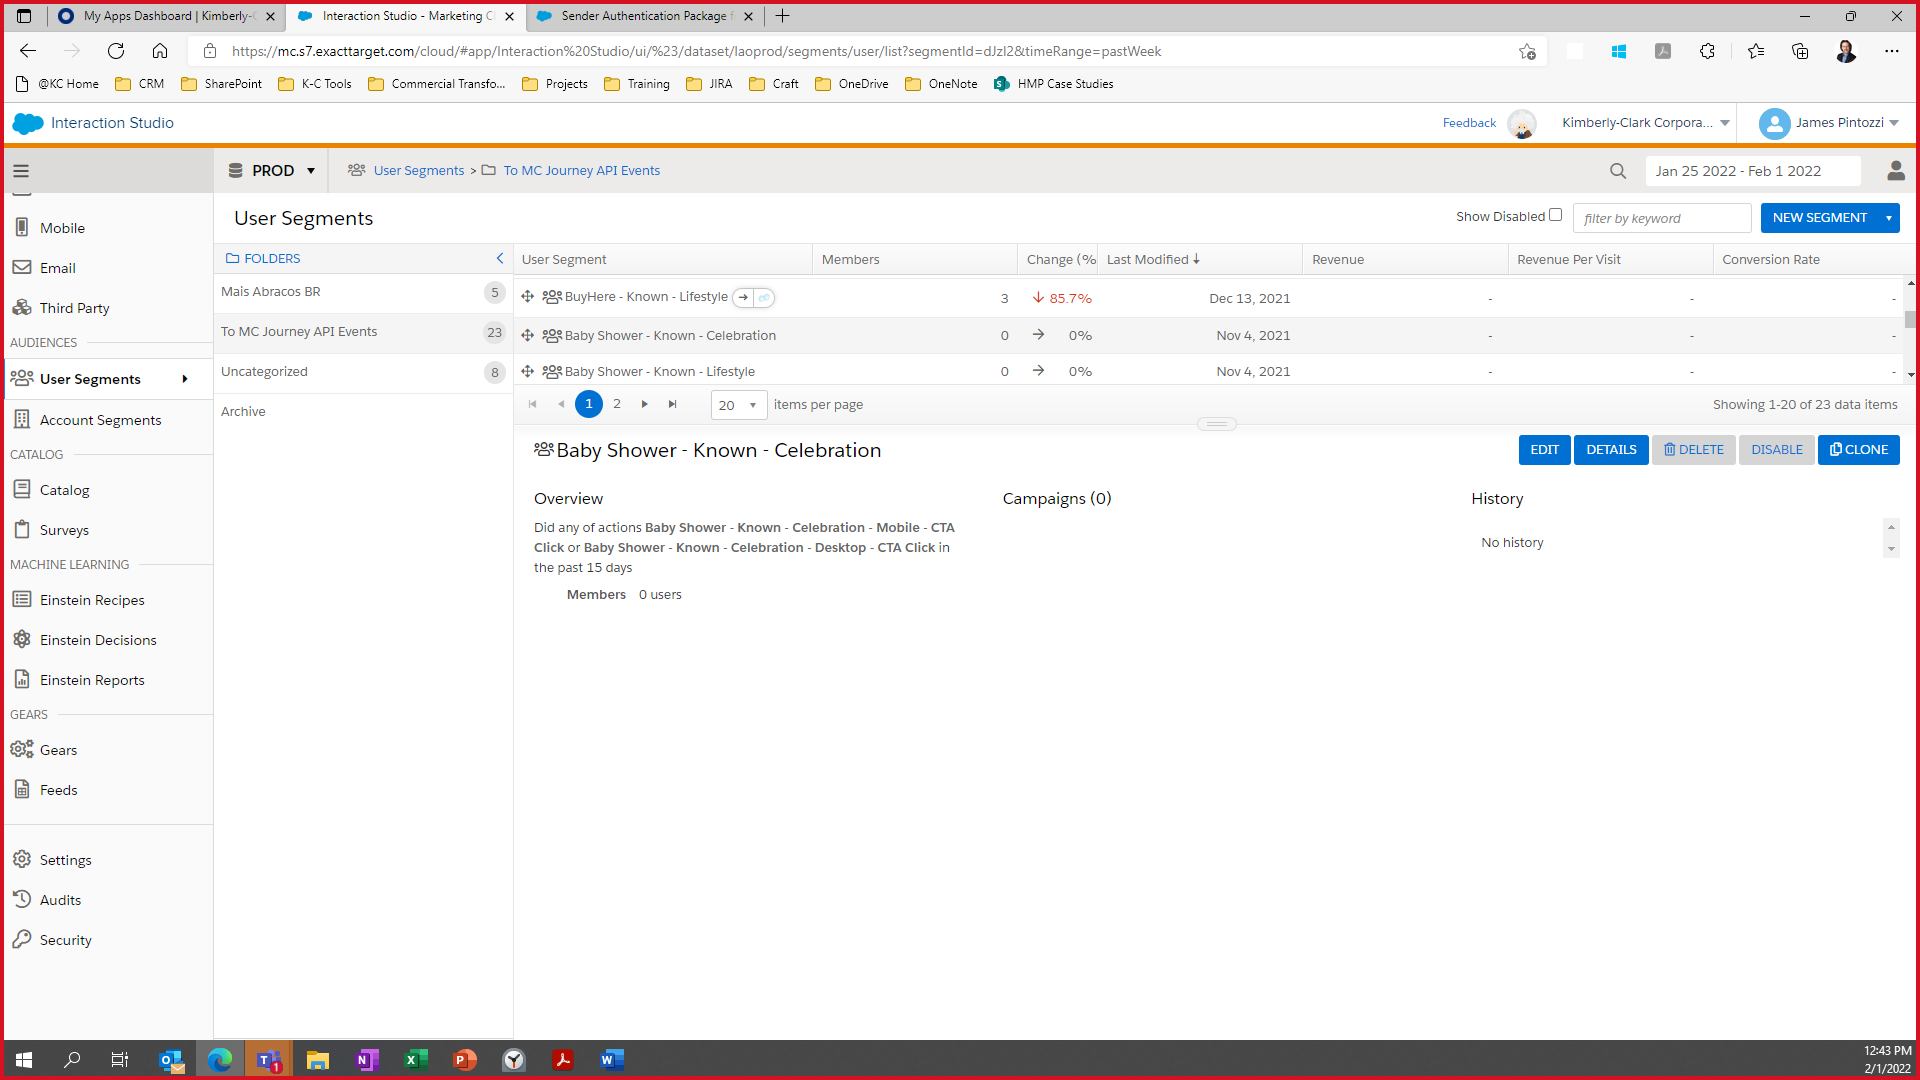 My Apps Dashboard | Kimberly-C
Interaction Studio - Marketing Cl
Sender Authentication Package f
https://mc.s7.exacttarget.com/cloud/#app/Interaction%20Studio/ui/%23/dataset/laoprod/segments/user/list?segmentId=dJzl2&timeRange=pastWeek
@KC Home CRM SharePoint K-C Tools Commercial Transfo... Projects Training JIRA Craft OneDrive OneNote HMP Case Studies
Interaction Studio
Feedback Kimberly-Clark Corpora... James Pintozzi
PROD User Segments > To MC Journey API Events Jan 25 2022 - Feb 1 2022
Mobile
Email
Third Party
AUDIENCES
User Segments
Account Segments
CATALOG
Catalog
Surveys
MACHINE LEARNING
Einstein Recipes
Einstein Decisions
Einstein Reports
GEARS
Gears
Feeds
Settings
Audits
Security
User Segments
Show Disabled filter by keyword NEW SEGMENT
FOLDERS
Mais Abracos BR 5
To MC Journey API Events 23
Uncategorized 8
Archive
User Segment Members Change (% Last Modified Revenue Revenue Per Visit Conversion Rate
BuyHere - Known - Lifestyle 3 85.7% Dec 13, 2021 - - -
Baby Shower - Known - Celebration 0 0% Nov 4, 2021 - - -
Baby Shower - Known - Lifestyle 0 0% Nov 4, 2021 - - -
1 2 20 items per page Showing 1-20 of 23 data items
Baby Shower - Known - Celebration
EDIT DETAILS DELETE DISABLE CLONE
Overview
Did any of actions Baby Shower - Known - Celebration - Mobile - CTA
Click or Baby Shower - Known - Celebration - Desktop - CTA Click in
the past 15 days
Members 0 users
Campaigns (0)
History
No history
12:43 PM
2/1/2022